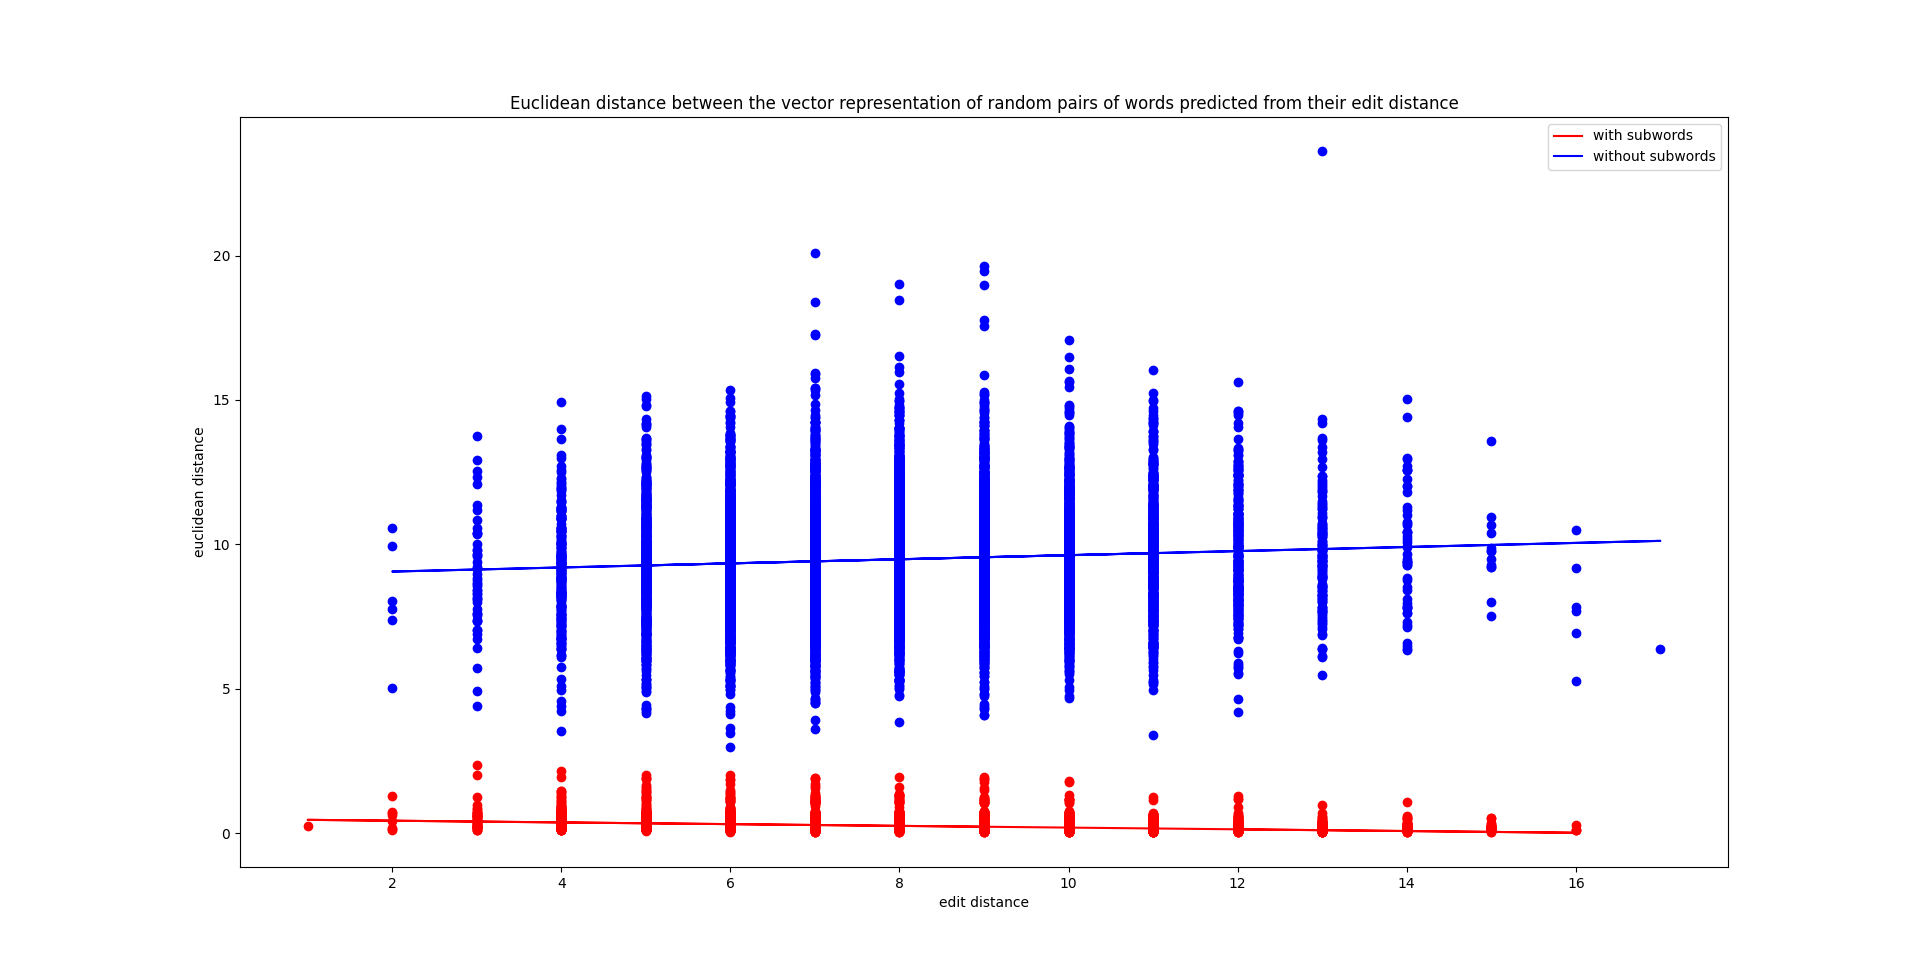 Euclidean distance between the vector representation of random pairs of words predicted from their edit distance
with subwords
without subwords
20
15
10
5
0
euclidean distance
2 4 6 8 10 12 14 16
edit distance